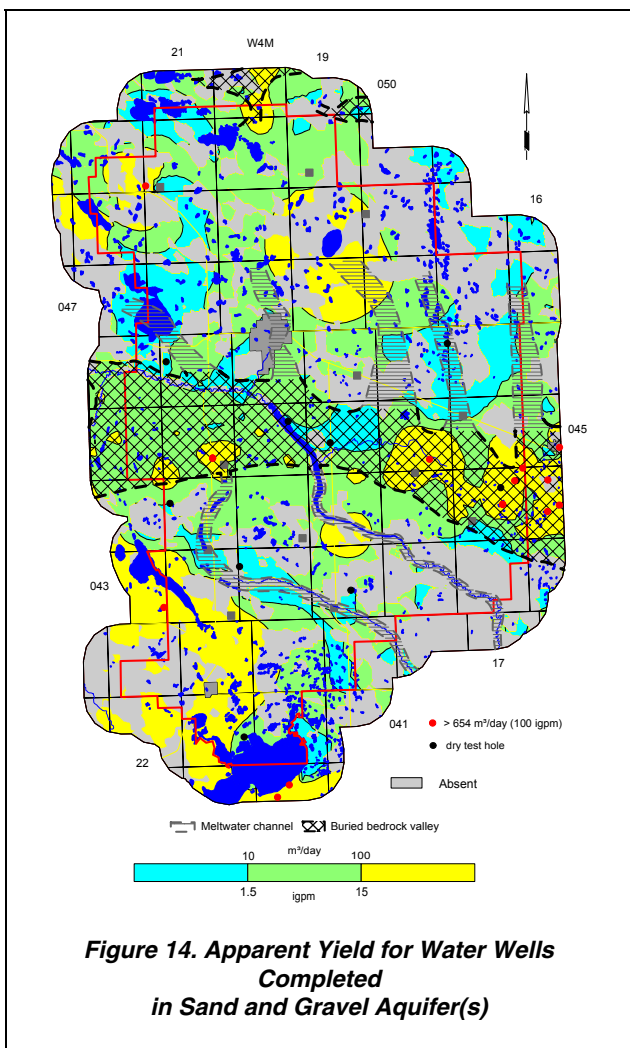 W4M
21
19
050
16
047
045
043
17
041
22
> 654 m³/day (100 igpm)
dry test hole
Absent
Meltwater channel
Buried bedrock valley
10 m³/day 100
1.5 igpm 15
Figure 14. Apparent Yield for Water Wells
Completed
in Sand and Gravel Aquifer(s)